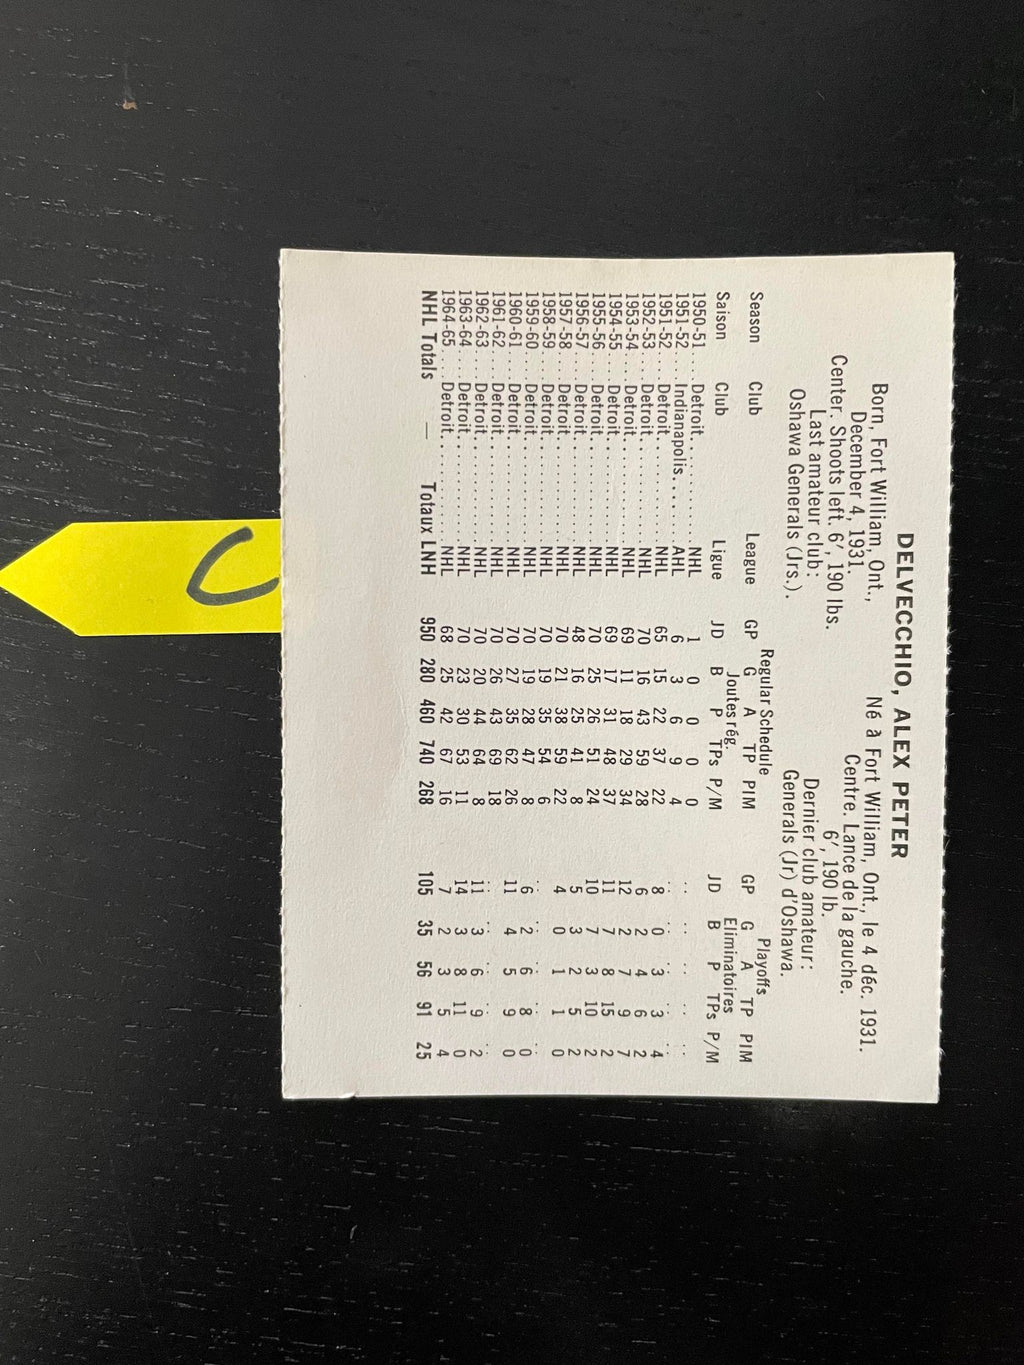 DELVECCHIO, ALEX PETER
Born, Fort William, Ont.,
December 4, 1931.
Center. Shoots left. 6', 190 lbs.
Last amateur club:
Oshawa Generals (Jrs.).
Né à Fort William, Ont., le 4 déc. 1931.
Centre. Lance de la gauche.
6', 190 lb.
Dernier club amateur:
Generals (Jr) d'Oshawa.
Regular Schedule Playoffs
Season Club League GP G A TP PIM GP G A TP PIM
Joutes rég. Eliminatoires
Saison Club Ligue JD B P TPs P/M JD B P TPs P/M
1950-51 .... Detroit............ NHL 1 0 0 0 0 .. .. .. .. ..
1951-52 .... Indianapolis..... AHL 6 3 6 9 4 .. .. .. .. ..
1951-52 .... Detroit............ NHL 65 15 22 37 22 8 0 3 3 4
1952-53 .... Detroit............ NHL 70 16 43 59 28 6 2 4 6 2
1953-54 .... Detroit............ NHL 69 11 18 29 34 12 2 7 9 7
1954-55 .... Detroit............ NHL 69 17 31 48 37 11 7 8 15 2
1955-56 .... Detroit............ NHL 70 25 26 51 24 10 7 3 10 2
1956-57 .... Detroit............ NHL 48 16 25 41 8 5 3 2 5 2
1957-58 .... Detroit............ NHL 70 21 38 59 22 4 0 1 1 0
1958-59 .... Detroit............ NHL 70 19 35 54 6 .. .. .. .. ..
1959-60 .... Detroit............ NHL 70 19 28 47 8 6 2 6 8 0
1960-61 .... Detroit............ NHL 70 27 35 62 26 11 4 5 9 0
1961-62 .... Detroit............ NHL 70 26 43 69 18 .. .. .. .. ..
1962-63 .... Detroit............ NHL 70 20 44 64 8 11 3 6 9 2
1963-64 .... Detroit............ NHL 70 23 30 53 11 14 3 8 11 0
1964-65 .... Detroit............ NHL 68 25 42 67 16 7 2 3 5 4
NHL Totals — Totaux LNH 950 280 460 740 268 105 35 56 91 25